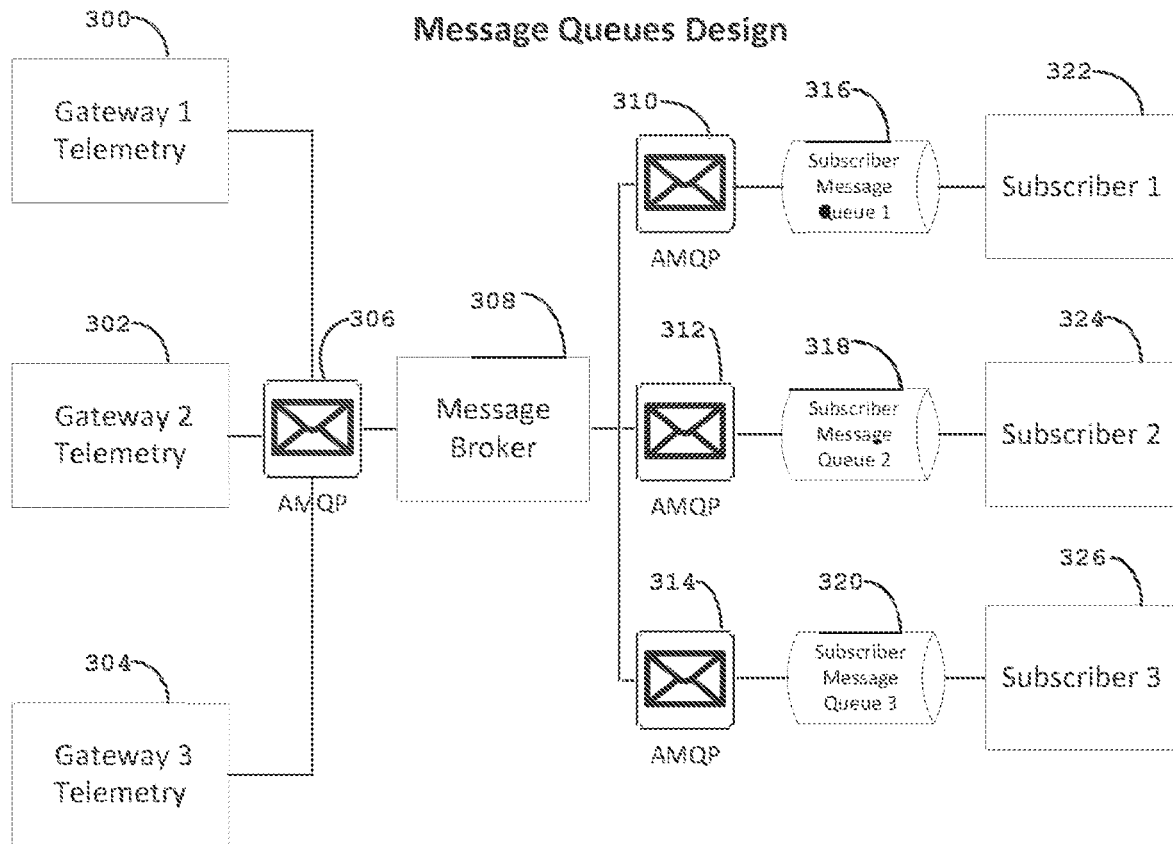 Message Queues Design
300
Gateway 1
Telemetry
302
Gateway 2
Telemetry
304
Gateway 3
Telemetry
306
AMQP
308
Message
Broker
310
AMQP
312
AMQP
314
AMQP
316
Subscriber
Message
Queue 1
318
Subscriber
Message
Queue 2
320
Subscriber
Message
Queue 3
322
Subscriber 1
324
Subscriber 2
326
Subscriber 3